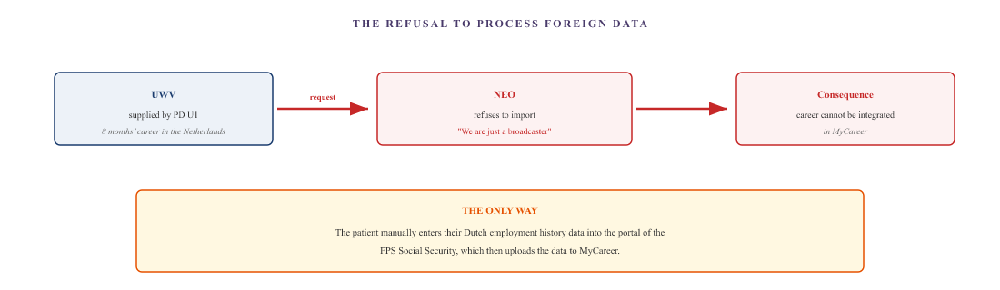 THE REFUSAL TO PROCESS FOREIGN DATA
UWV
supplied by PD U1
8 months' career in the Netherlands
request
NEO
refuses to import
"We are just a broadcaster"
Consequence
career cannot be integrated
in MyCareer
THE ONLY WAY
The patient manually enters their Dutch employment history data into the portal of the
FPS Social Security, which then uploads the data to MyCareer.